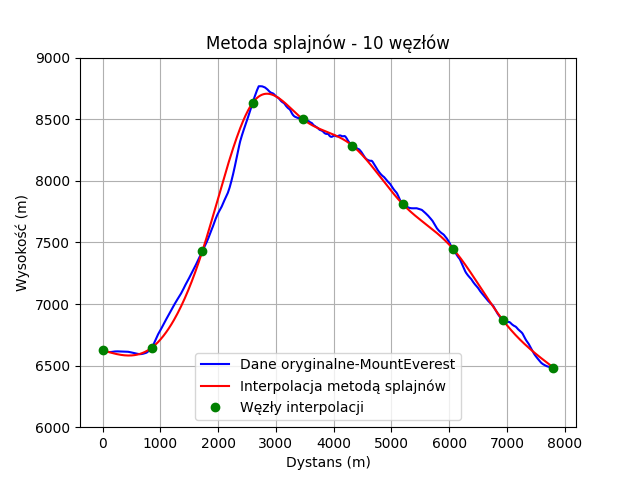 Metoda splajnów - 10 węzłów
9000
8500
8000
7500
7000
6500
6000
Wysokość (m)
Dane oryginalne-MountEverest
Interpolacja metodą splajnów
Węzły interpolacji
0 1000 2000 3000 4000 5000 6000 7000 8000
Dystans (m)